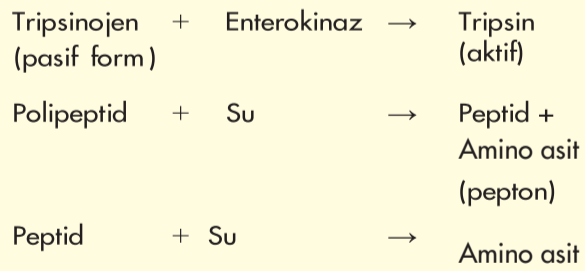 Tripsinojen + Enterokinaz → Tripsin
(pasif form) (aktif)
Polipeptid + Su → Peptid +
Amino asit
(pepton)
Peptid + Su → Amino asit